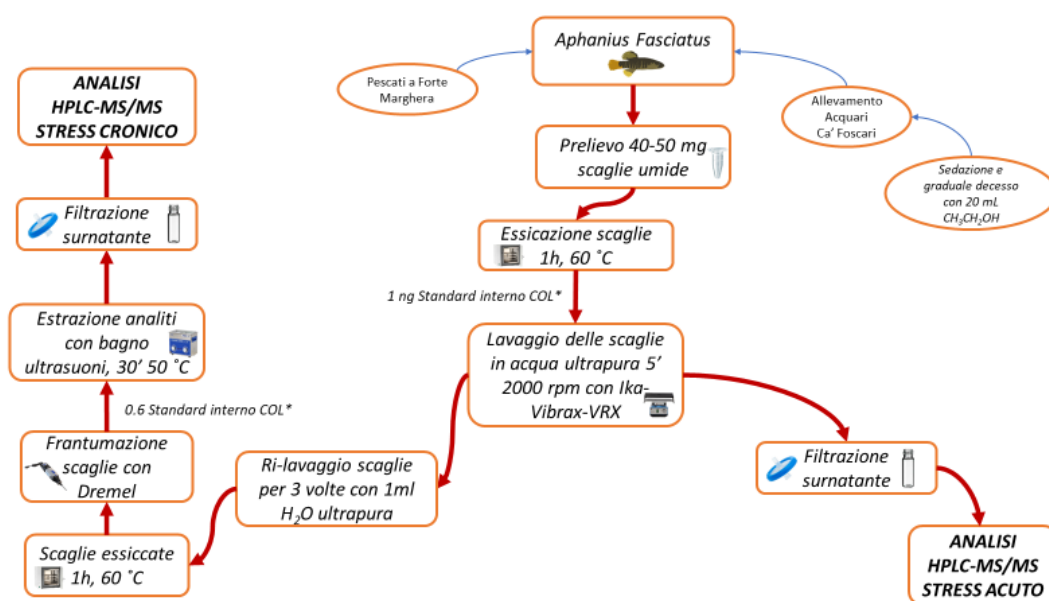 Aphanius Fasciatus
Pescati a Forte
Marghera
Allevamento
Acquari
Ca’ Foscari
Sedazione e
graduale decesso
con 20 mL
CH₃CH₂OH
Prelievo 40-50 mg
scaglie umide
Essicazione scaglie
1h, 60 ˚C
1 ng Standard interno COL*
Lavaggio delle scaglie
in acqua ultrapura 5’
2000 rpm con Ika-
Vibrax-VRX
Filtrazione
surnatante
ANALISI
HPLC-MS/MS
STRESS ACUTO
Ri-lavaggio scaglie
per 3 volte con 1ml
H₂O ultrapura
Scaglie essiccate
1h, 60 ˚C
Frantumazione
scaglie con
Dremel
0.6 Standard interno COL*
Estrazione analiti
con bagno
ultrasuoni, 30’ 50 ˚C
Filtrazione
surnatante
ANALISI
HPLC-MS/MS
STRESS CRONICO